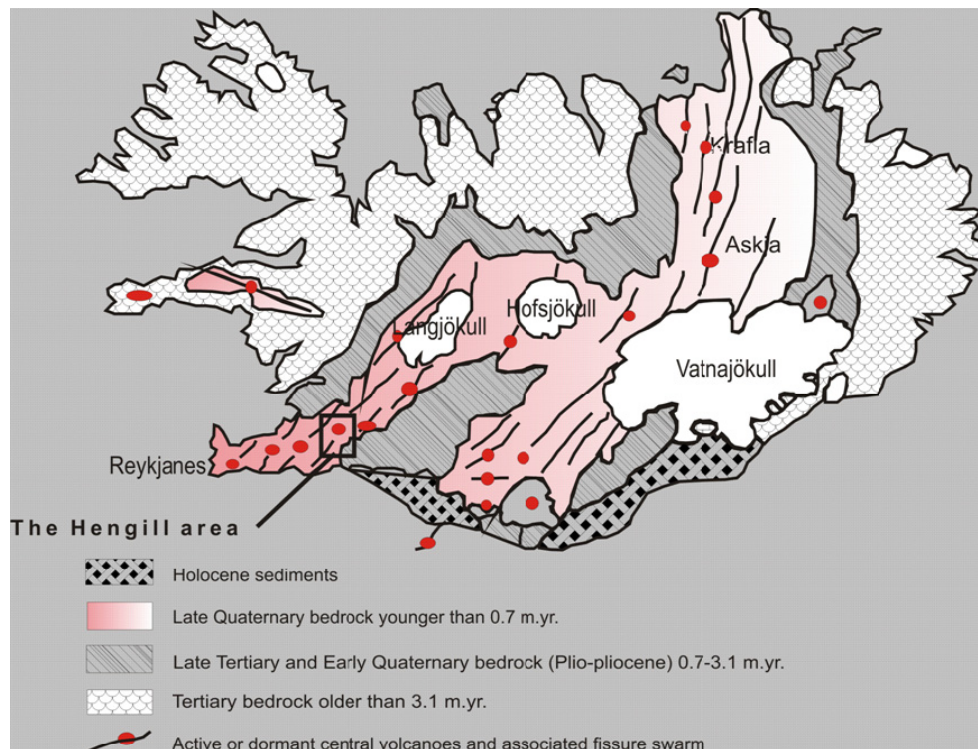 Krafla
Askja
Hofsjökull
Langjökull
Vatnajökull
Reykjanes
The Hengill area
Holocene sediments
Late Quaternary bedrock younger than 0.7 m.yr.
Late Tertiary and Early Quaternary bedrock (Plio-pliocene) 0.7-3.1 m.yr.
Tertiary bedrock older than 3.1 m.yr.
Active or dormant central volcanoes and associated fissure swarm